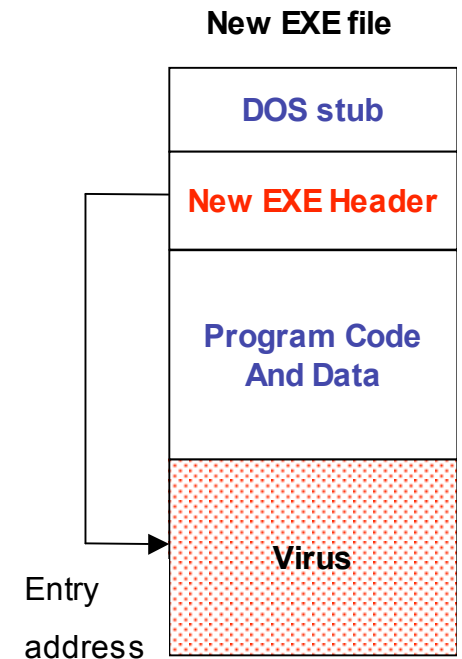 New EXE file
DOS stub
New EXE Header
Program Code
And Data
Virus
Entry
address